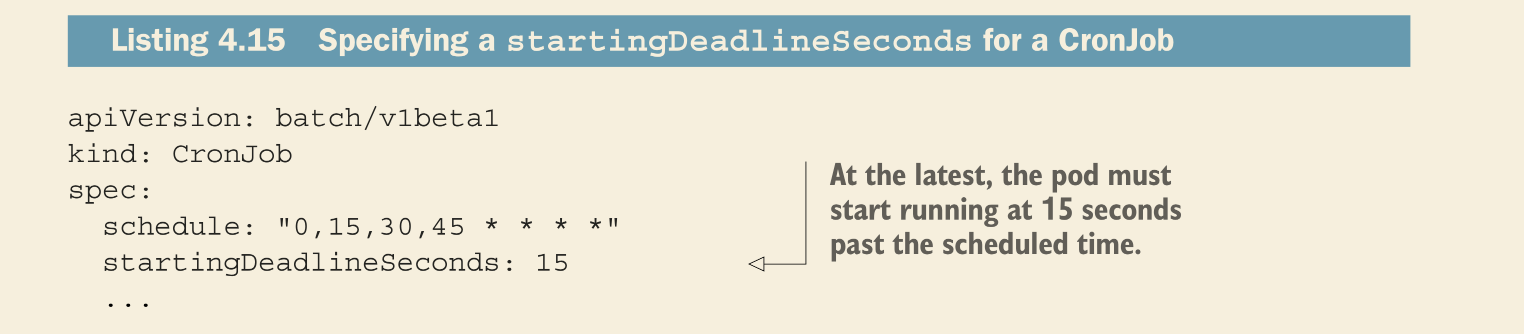 Listing 4.15 Specifying a startingDeadlineSeconds for a CronJob
apiVersion: batch/v1beta1
kind: CronJob
spec:
  schedule: "0,15,30,45 * * * *"
  startingDeadlineSeconds: 15
  ...
At the latest, the pod must
start running at 15 seconds
past the scheduled time.